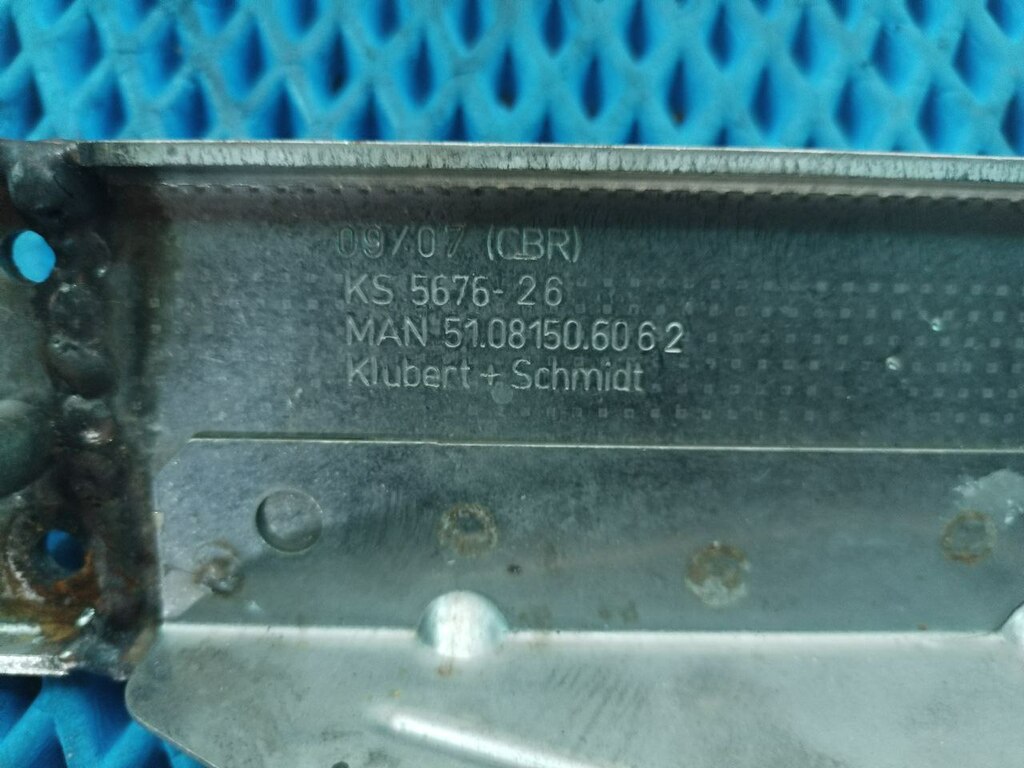 09/07 (CBR)
KS 5676-26
MAN 51.08150.6062
Klubert + Schmidt